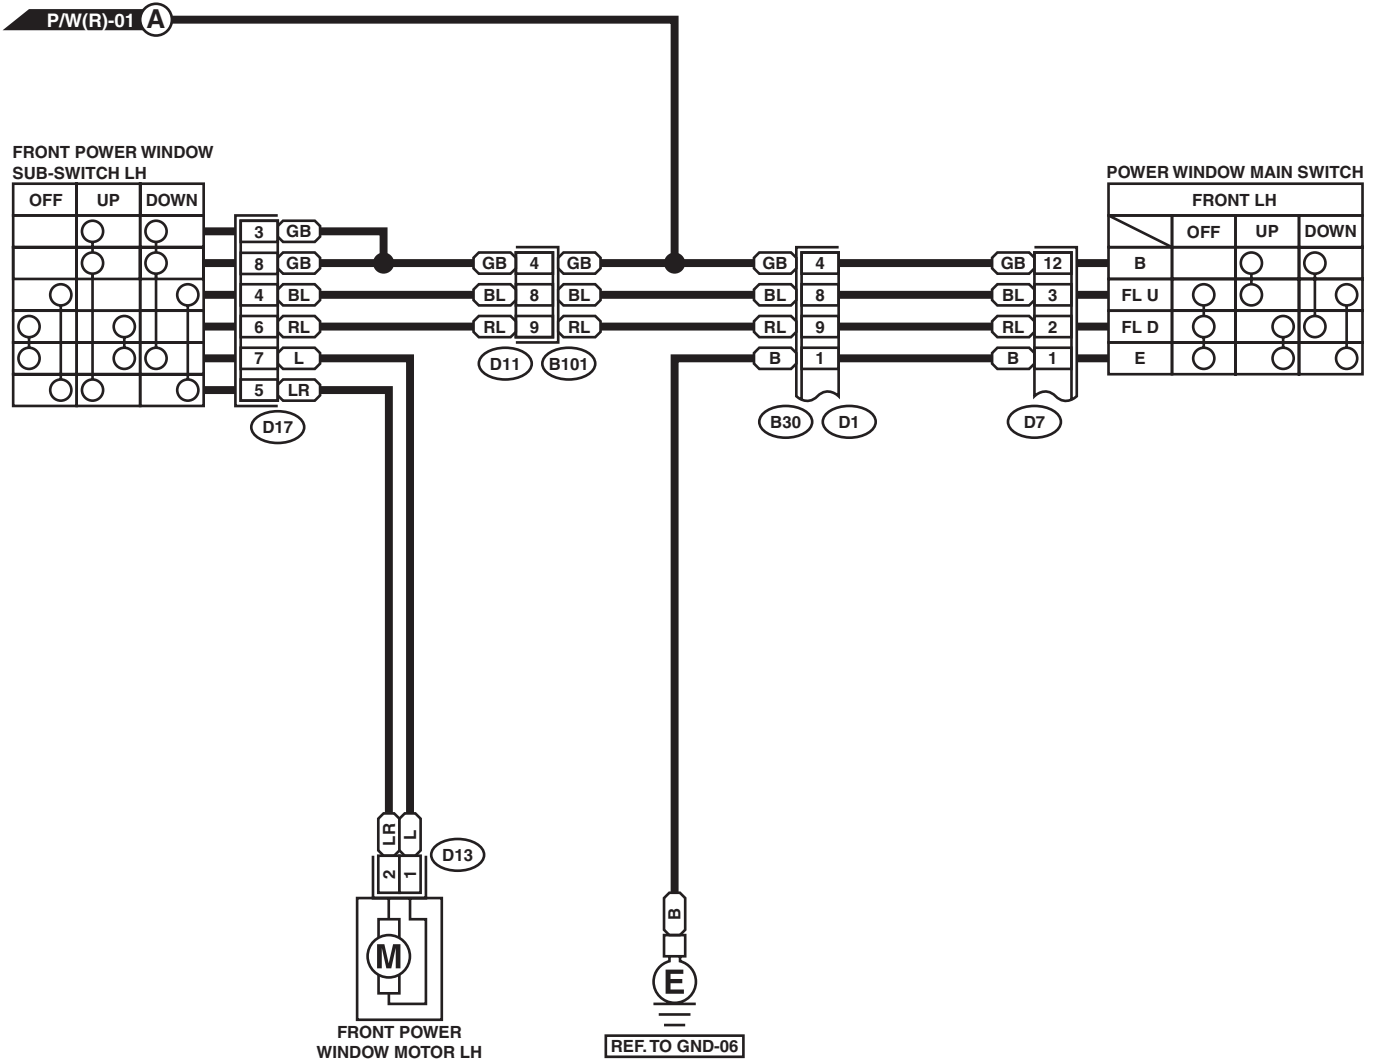 P/W(R)-01 A
FRONT POWER WINDOW
SUB-SWITCH LH
POWER WINDOW MAIN SWITCH
OFF UP DOWN
FRONT LH
OFF UP DOWN
3 GB
8 GB GB 4 GB GB 4 GB 12 B
4 BL BL 8 BL BL 8 BL 3 FL U
6 RL RL 9 RL RL 9 RL 2 FL D
7 L B 1 B 1 E
D11 B101
5 LR
D17 B30 D1 D7
LR L
D13
2 1
M
B
E
FRONT POWER
WINDOW MOTOR LH
REF. TO GND-06